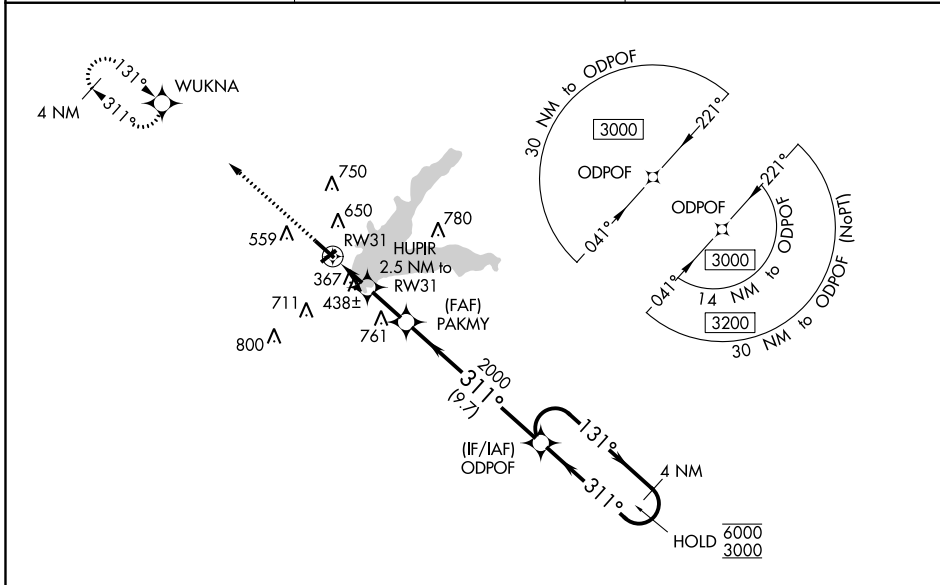 131°
WUKNA
4 NM
311°
30 NM to ODPOF
3000
221°
ODPOF
041°
221°
ODPOF
3000
041°
14 NM to ODPOF
3200
30 NM to ODPOF (NoPT)
750
650
780
559
RW31
HUPIR
2.5 NM to
RW31
367
438±
711
761
800
(FAF)
PAKMY
2000
311°
(9.7)
(IF/IAF)
ODPOF
131°
4 NM
311°
HOLD
6000
3000